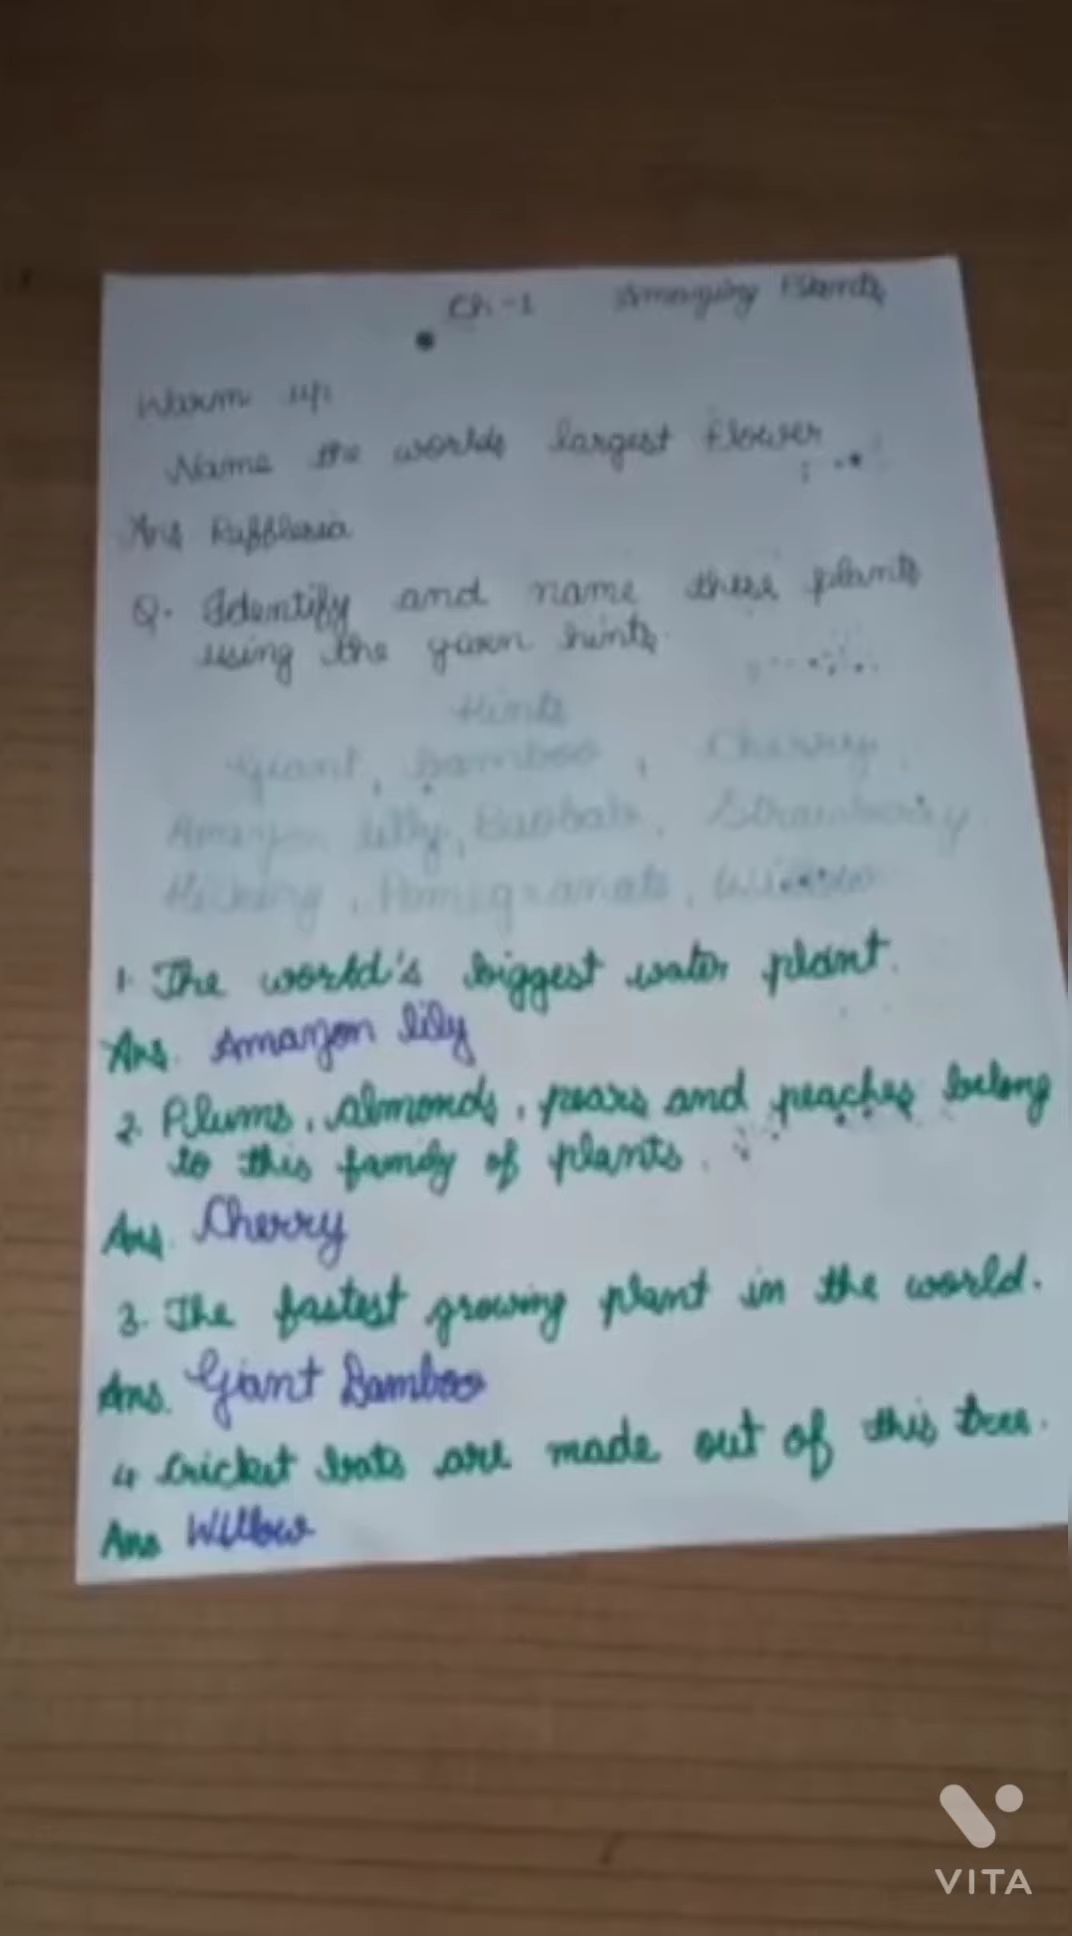 Ch-1 Amazing Plants
Warm up
Name the worlds largest flower
Ans Rafflesia
Q. Identify and name these plants
using the given hints.
Hints
Giant, Bamboo, Cherry,
Amazon lilly, Baobab, Strawberry
Hickory, Pomegranate, Willow
1. The world's biggest water plant.
Ans. Amazon lily
2. Plums, almonds, pears and peaches belong
to this family of plants.
Ans. Cherry
3. The fastest growing plant in the world.
Ans. Giant Bamboo
4 Cricket bats are made out of this tree.
Ans Willow
VITA